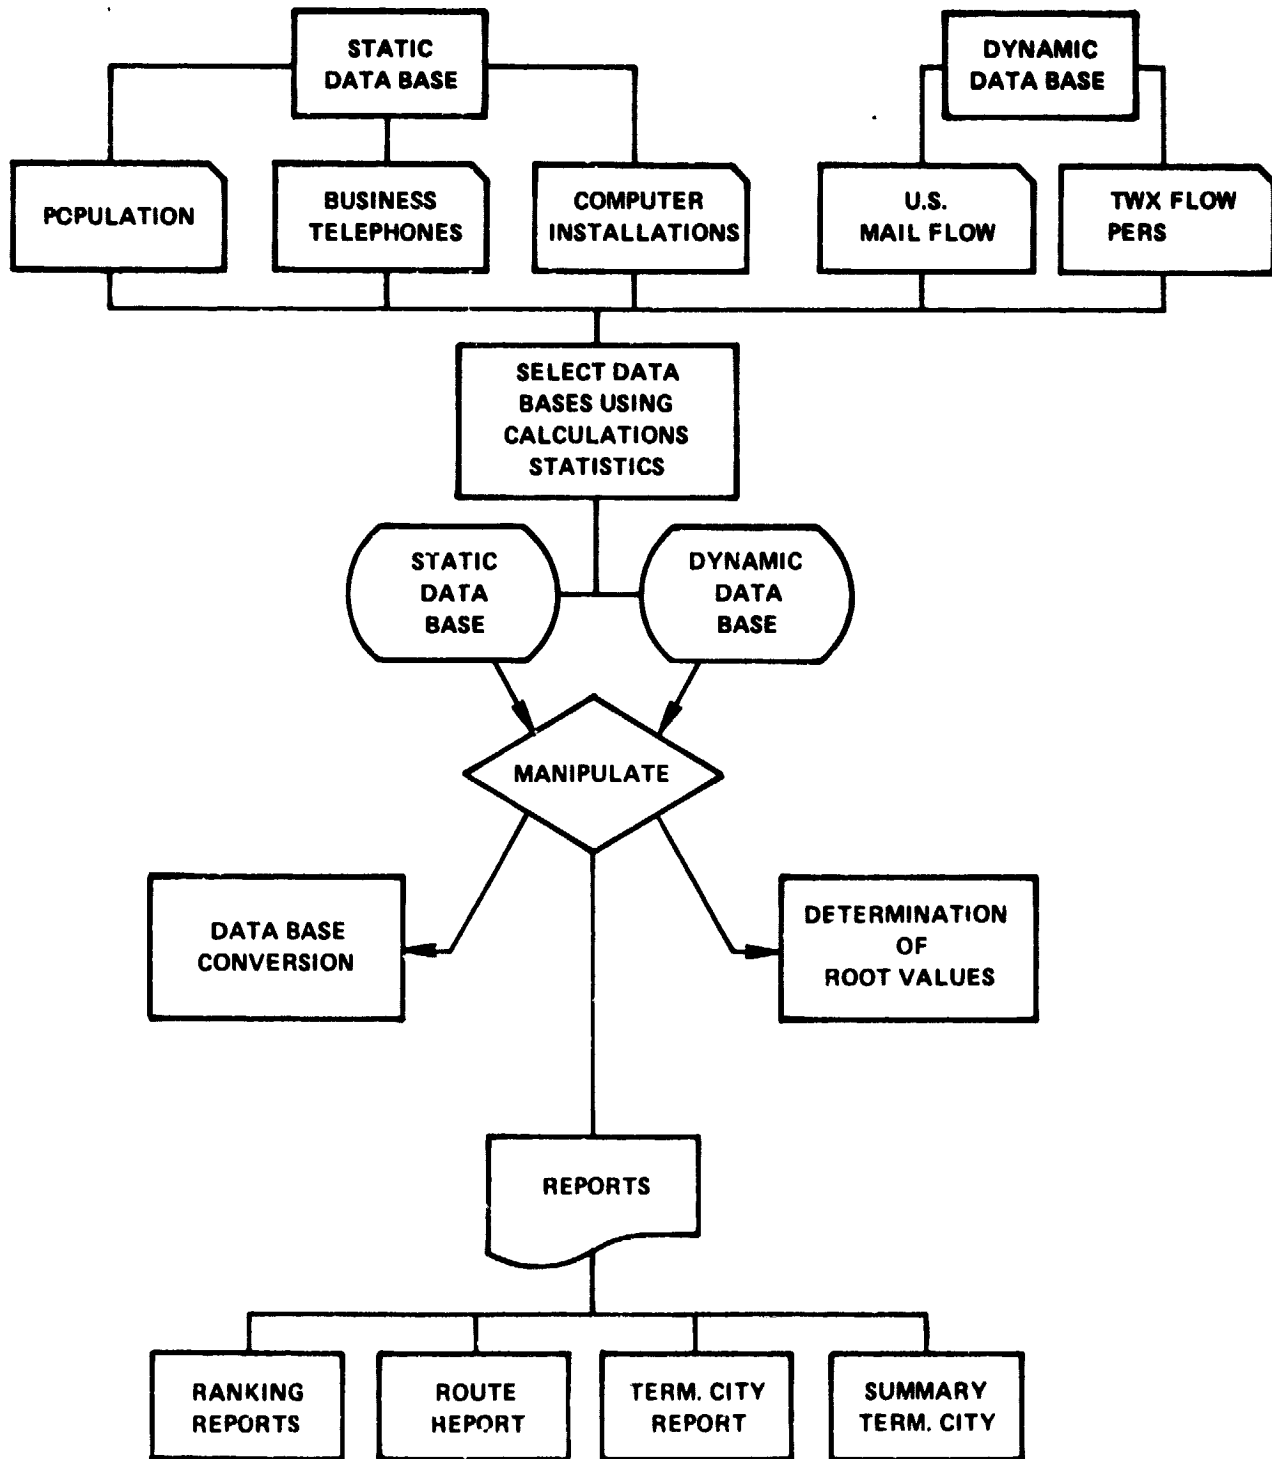 STATIC
DATA BASE
DYNAMIC
DATA BASE
POPULATION
BUSINESS
TELEPHONES
COMPUTER
INSTALLATIONS
U.S.
MAIL FLOW
TWX FLOW
PERS
SELECT DATA
BASES USING
CALCULATIONS
STATISTICS
STATIC
DATA
BASE
DYNAMIC
DATA
BASE
MANIPULATE
DATA BASE
CONVERSION
DETERMINATION
OF
ROOT VALUES
REPORTS
RANKING
REPORTS
ROUTE
REPORT
TERM. CITY
REPORT
SUMMARY
TERM. CITY